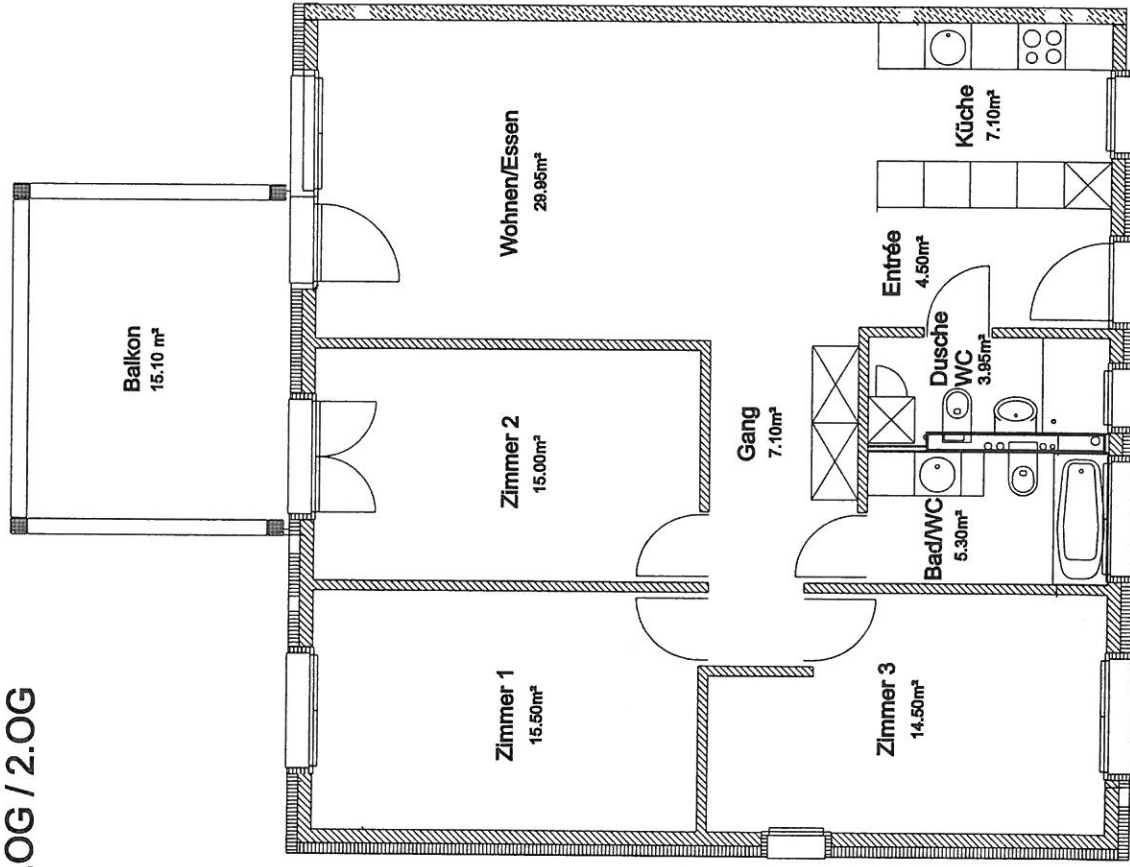 OG / 2.OG
Balkon
15.10 m²
Wohnen/Essen
29.95m²
Küche
7.10m²
Entrée
4.50m²
Dusche
WC
3.95m²
Zimmer 2
15.00m²
Gang
7.10m²
Bad/WC
5.30m²
Zimmer 1
15.50m²
Zimmer 3
14.50m²